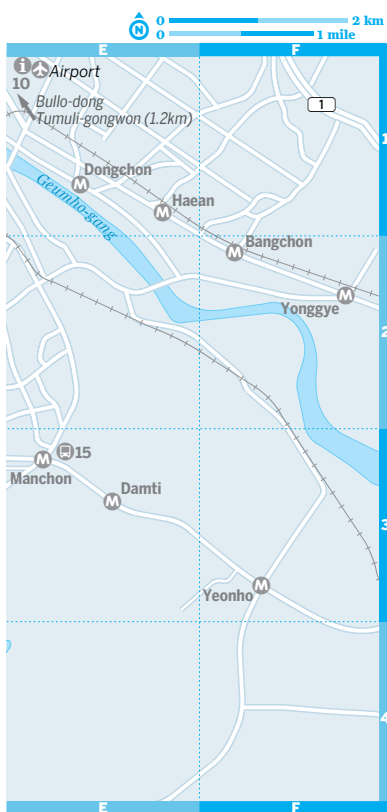 0 2 km
N
0 1 mile
E F
i Airport
10
Bullo-dong
Tumuli-gongwon (1.2km)
1
1
Dongchon
M
Geumho-gang
Haean
M
Bangchon
M
M
Yonggye
2
15
M
Manchon
Damti
M
3
Yeonho
M
4
E F